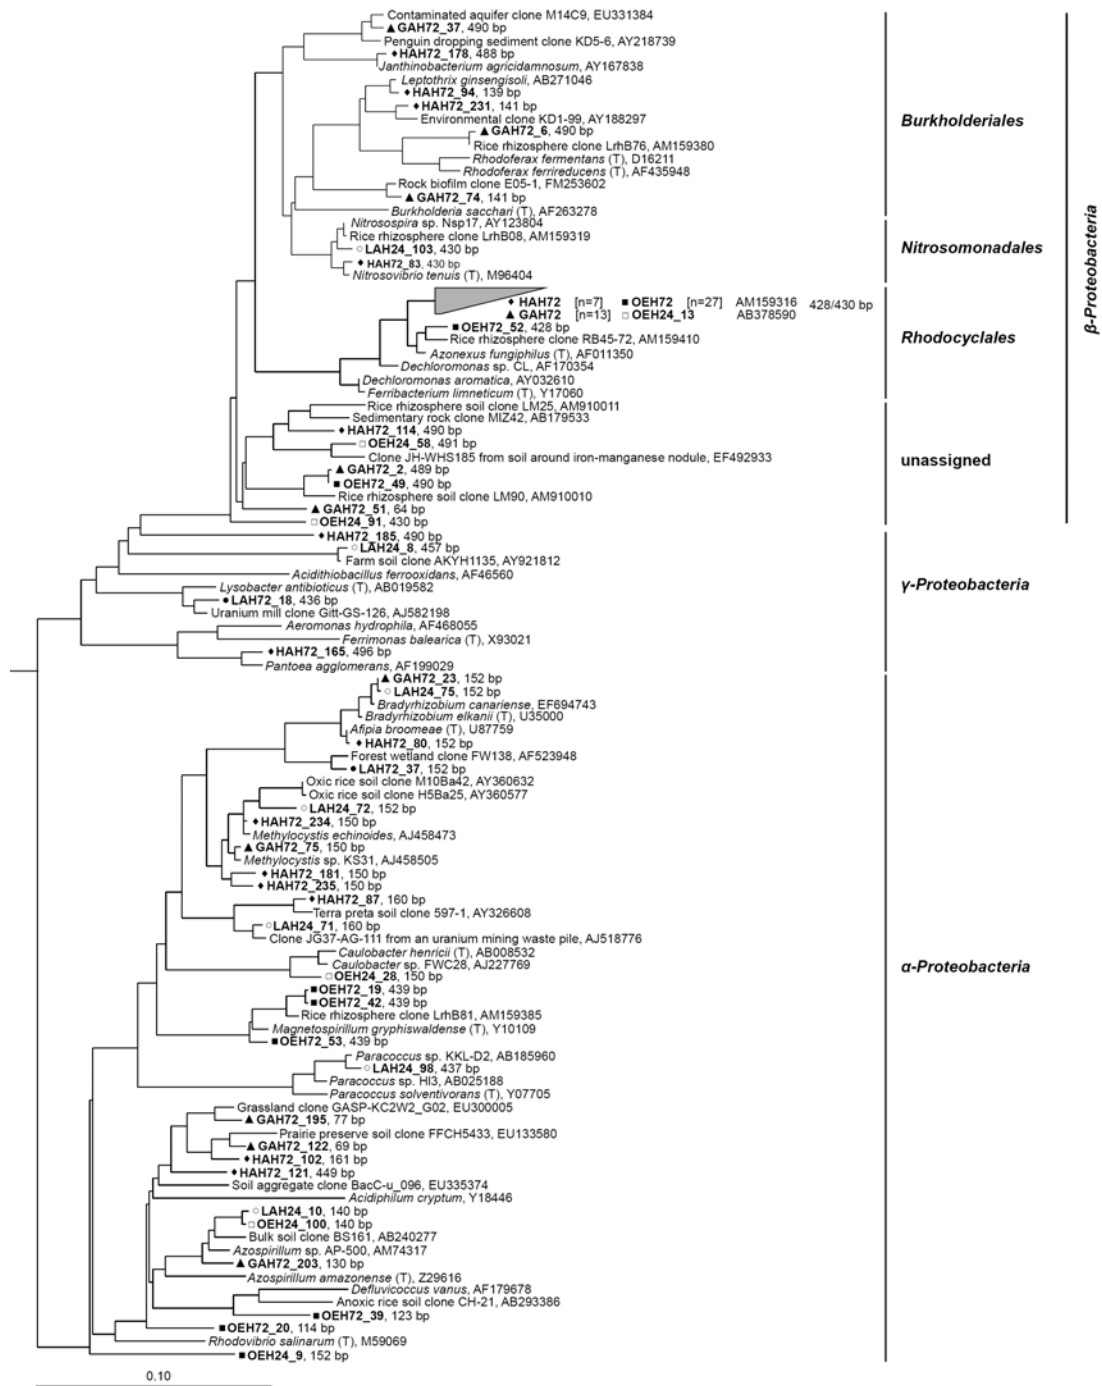 Contaminated aquifer clone M14C9, EU331384
▲GAH72_37, 490 bp
Penguin dropping sediment clone KD5-6, AY218739
♦HAH72_178, 488 bp
Janthinobacterium agricidamnosum, AY167838
Leptothrix ginsengisoli, AB271046
♦HAH72_94, 139 bp
♦HAH72_231, 141 bp
Environmental clone KD1-99, AY188297
Burkholderiales
▲GAH72_6, 490 bp
Rice rhizosphere clone LrhB76, AM159380
Rhodoferax fermentans (T), D16211
Rhodoferax ferrireducens (T), AF435948
Rock biofilm clone E05-1, FM253602
▲GAH72_74, 141 bp
Burkholderia sacchari (T), AF263278
Nitrosospira sp. Nsp17, AY123804
Rice rhizosphere clone LrhB08, AM159319
○LAH24_103, 430 bp
Nitrosomonadales
♦HAH72_83, 430 bp
Nitrosovibrio tenuis (T), M96404
β-Proteobacteria
♦HAH72 [n=7] ■OEH72 [n=27] AM159316 428/430 bp
▲GAH72 [n=13] □OEH24_13 AB378590
■OEH72_52, 428 bp
Rice rhizosphere clone RB45-72, AM159410
Rhodocyclales
Azonexus fungiphilus (T), AF011350
Dechloromonas sp. CL, AF170354
Dechloromonas aromatica, AY032610
Ferribacterium limneticum (T), Y17060
Rice rhizosphere soil clone LM25, AM910011
Sedimentary rock clone MIZ42, AB179533
♦HAH72_114, 490 bp
□OEH24_58, 491 bp
Clone JH-WHS185 from soil around iron-manganese nodule, EF492933
unassigned
▲GAH72_2, 489 bp
■OEH72_49, 490 bp
Rice rhizosphere soil clone LM90, AM910010
▲GAH72_51, 64 bp
□OEH24_91, 430 bp
♦HAH72_185, 490 bp
○LAH24_8, 457 bp
Farm soil clone AKYH1135, AY921812
Acidithiobacillus ferrooxidans, AF46560
γ-Proteobacteria
Lysobacter antibioticus (T), AB019582
●LAH72_18, 436 bp
Uranium mill clone Gitt-GS-126, AJ582198
Aeromonas hydrophila, AF468055
Ferrimonas balearica (T), X93021
♦HAH72_165, 496 bp
Pantoea agglomerans, AF199029
▲GAH72_23, 152 bp
○LAH24_75, 152 bp
Bradyrhizobium canariense, EF694743
Bradyrhizobium elkanii (T), U35000
Afipia broomeae (T), U87759
♦HAH72_80, 152 bp
Forest wetland clone FW138, AF523948
●LAH72_37, 152 bp
Oxic rice soil clone M10Ba42, AY360632
Oxic rice soil clone H5Ba25, AY360577
○LAH24_72, 152 bp
♦HAH72_234, 150 bp
Methylocystis echinoides, AJ458473
▲GAH72_75, 150 bp
Methylocystis sp. KS31, AJ458505
♦HAH72_181, 150 bp
♦HAH72_235, 150 bp
♦HAH72_87, 160 bp
Terra preta soil clone 597-1, AY326608
○LAH24_71, 160 bp
Clone JG37-AG-111 from an uranium mining waste pile, AJ518776
Caulobacter henricii (T), AB008532
Caulobacter sp. FWC28, AJ227769
α-Proteobacteria
□OEH24_28, 150 bp
■OEH72_19, 439 bp
■OEH72_42, 439 bp
Rice rhizosphere clone LrhB81, AM159385
Magnetospirillum gryphiswaldense (T), Y10109
■OEH72_53, 439 bp
Paracoccus sp. KKL-D2, AB185960
○LAH24_98, 437 bp
Paracoccus sp. HI3, AB025188
Paracoccus solventivorans (T), Y07705
Grassland clone GASP-KC2W2_G02, EU300005
▲GAH72_195, 77 bp
Prairie preserve soil clone FFCH5433, EU133580
▲GAH72_122, 69 bp
♦HAH72_102, 161 bp
♦HAH72_121, 449 bp
Soil aggregate clone BacC-u_096, EU335374
Acidiphilum cryptum, Y18446
○LAH24_10, 140 bp
□OEH24_100, 140 bp
Bulk soil clone BS161, AB240277
Azospirillum sp. AP-500, AM74317
▲GAH72_203, 130 bp
Azospirillum amazonense (T), Z29616
Defluvicoccus vanus, AF179678
Anoxic rice soil clone CH-21, AB293386
■OEH72_39, 123 bp
■OEH72_20, 114 bp
Rhodovibrio salinarum (T), M59069
■OEH24_9, 152 bp
0.10